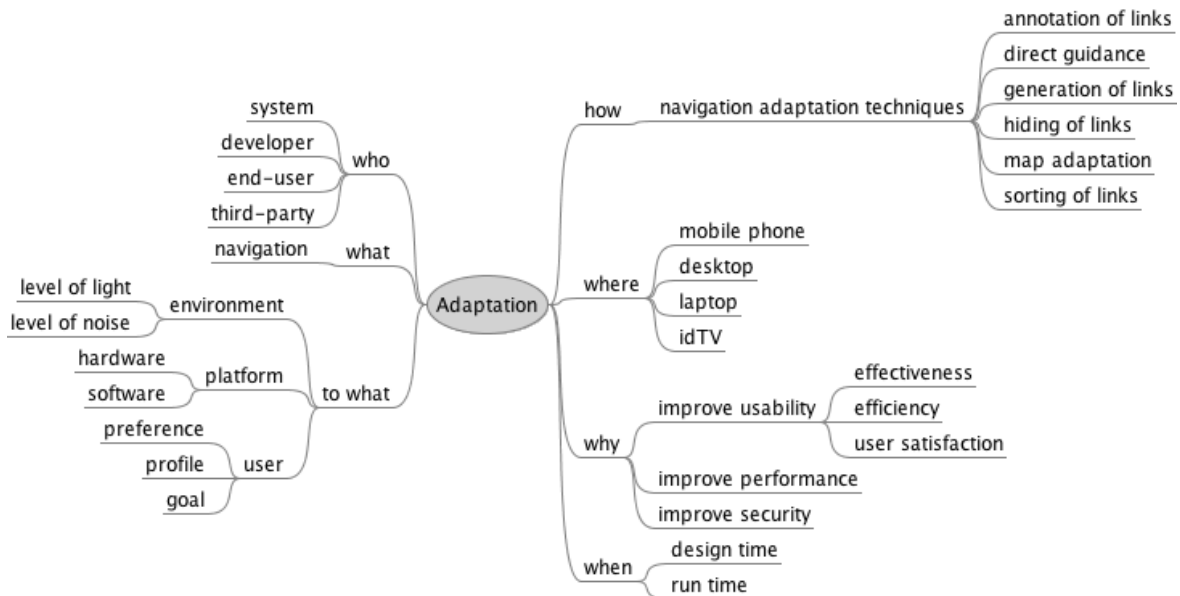 Adaptation
who
system
developer
end-user
third-party
what
navigation
to what
environment
level of light
level of noise
platform
hardware
software
user
preference
profile
goal
how
navigation adaptation techniques
annotation of links
direct guidance
generation of links
hiding of links
map adaptation
sorting of links
where
mobile phone
desktop
laptop
idTV
why
improve usability
effectiveness
efficiency
user satisfaction
improve performance
improve security
when
design time
run time